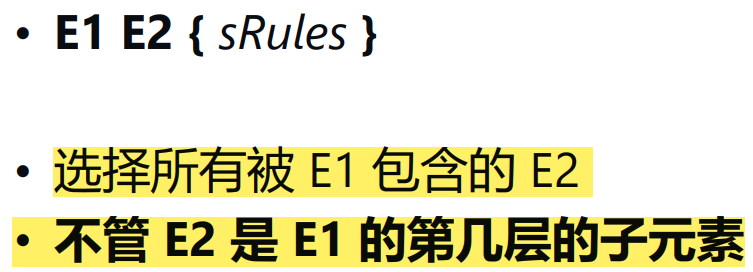 • E1 E2 { sRules }
• 选择所有被 E1 包含的 E2
• 不管 E2 是 E1 的第几层的子元素